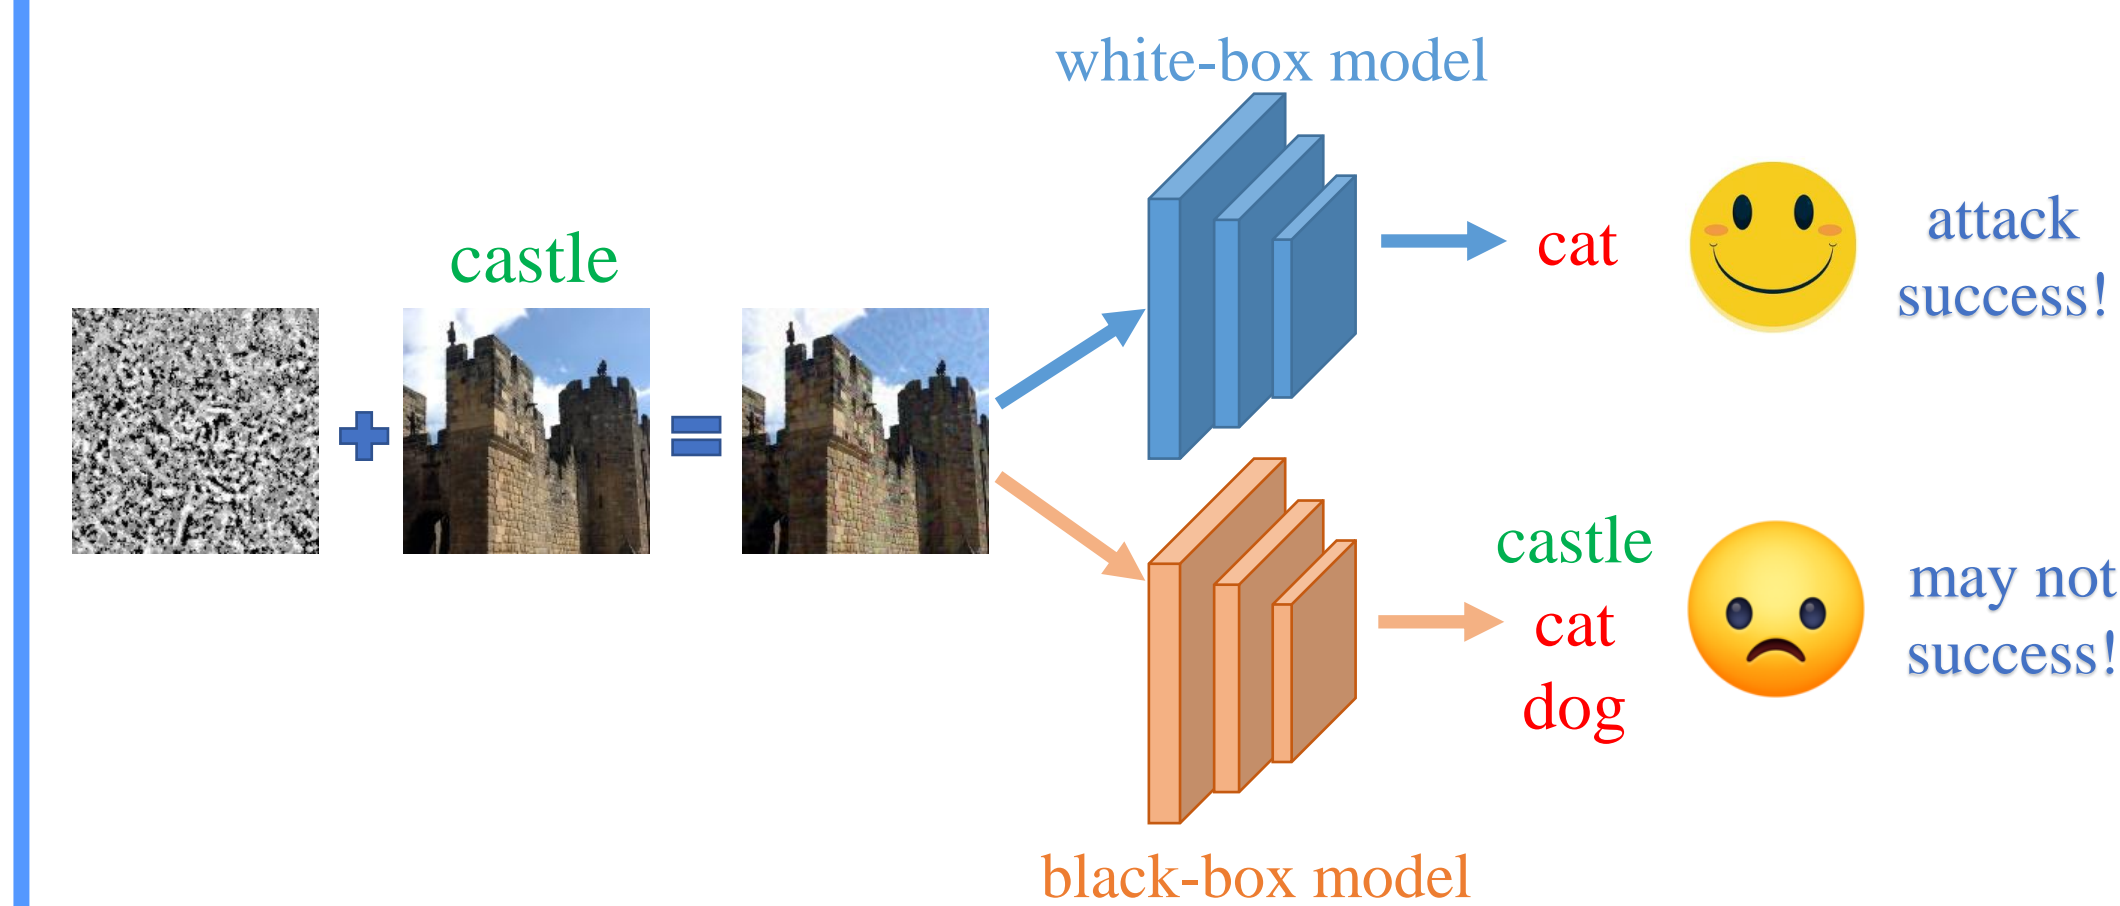 white-box model
castle
cat
attack
success!
castle
cat
dog
may not
success!
black-box model